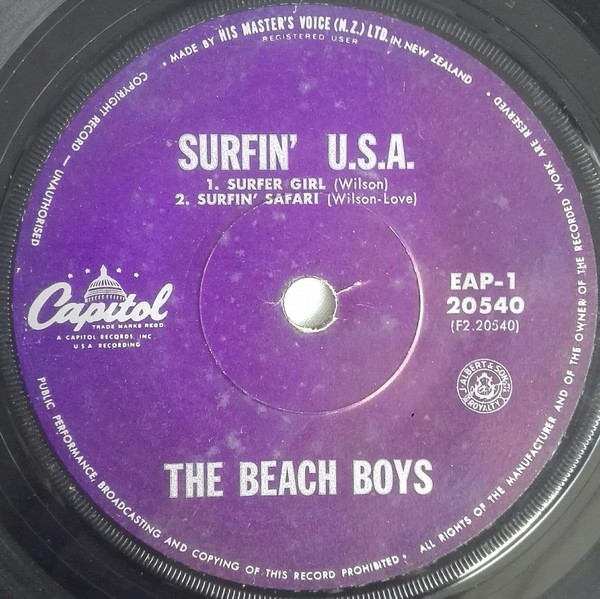 • MADE BY HIS MASTER'S VOICE (N.Z.) LTD. IN NEW ZEALAND •
REGISTERED USER
SURFIN' U.S.A.
1. SURFER GIRL (Wilson)
2. SURFIN' SAFARI (Wilson-Love)
Capitol
TRADE MARKS REGD.
A CAPITOL RECORDS, INC.
U S A RECORDING
EAP-1
20540
(F2.20540)
J. ALBERT & SON
ROYALTY
THE BEACH BOYS
ALL RIGHTS OF THE MANUFACTURER AND OF THE OWNER OF THE RECORDED WORK ARE RESERVED •
COPYRIGHT RECORD — UNAUTHORISED
PUBLIC PERFORMANCE, BROADCASTING AND COPYING OF THIS RECORD PROHIBITED •